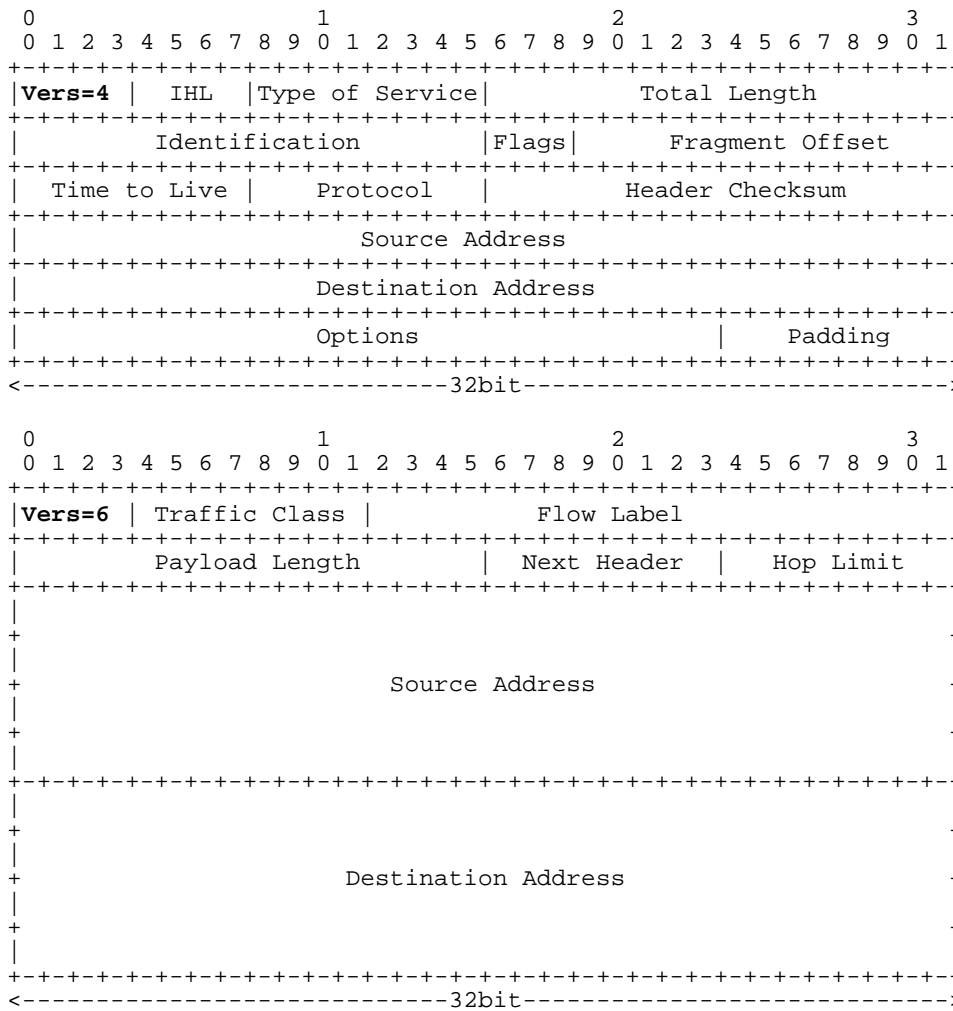 0 1 2 3
0 1 2 3 4 5 6 7 8 9 0 1 2 3 4 5 6 7 8 9 0 1 2 3 4 5 6 7 8 9 0 1
+-+-+-+-+-+-+-+-+-+-+-+-+-+-+-+-+-+-+-+-+-+-+-+-+-+-+-+-+-+-+-+-
|Vers=4 | IHL |Type of Service| Total Length
+-+-+-+-+-+-+-+-+-+-+-+-+-+-+-+-+-+-+-+-+-+-+-+-+-+-+-+-+-+-+-+-
| Identification |Flags| Fragment Offset
+-+-+-+-+-+-+-+-+-+-+-+-+-+-+-+-+-+-+-+-+-+-+-+-+-+-+-+-+-+-+-+-
| Time to Live | Protocol | Header Checksum
+-+-+-+-+-+-+-+-+-+-+-+-+-+-+-+-+-+-+-+-+-+-+-+-+-+-+-+-+-+-+-+-
| Source Address
+-+-+-+-+-+-+-+-+-+-+-+-+-+-+-+-+-+-+-+-+-+-+-+-+-+-+-+-+-+-+-+-
| Destination Address
+-+-+-+-+-+-+-+-+-+-+-+-+-+-+-+-+-+-+-+-+-+-+-+-+-+-+-+-+-+-+-+-
| Options | Padding
+-+-+-+-+-+-+-+-+-+-+-+-+-+-+-+-+-+-+-+-+-+-+-+-+-+-+-+-+-+-+-+-
<-----------------------------32bit----------------------------->
0 1 2 3
0 1 2 3 4 5 6 7 8 9 0 1 2 3 4 5 6 7 8 9 0 1 2 3 4 5 6 7 8 9 0 1
+-+-+-+-+-+-+-+-+-+-+-+-+-+-+-+-+-+-+-+-+-+-+-+-+-+-+-+-+-+-+-+-
|Vers=6 | Traffic Class | Flow Label
+-+-+-+-+-+-+-+-+-+-+-+-+-+-+-+-+-+-+-+-+-+-+-+-+-+-+-+-+-+-+-+-
| Payload Length | Next Header | Hop Limit
+-+-+-+-+-+-+-+-+-+-+-+-+-+-+-+-+-+-+-+-+-+-+-+-+-+-+-+-+-+-+-+-
|
+ -
|
+ Source Address -
|
+ -
|
+-+-+-+-+-+-+-+-+-+-+-+-+-+-+-+-+-+-+-+-+-+-+-+-+-+-+-+-+-+-+-+-
|
+ -
|
+ Destination Address -
|
+ -
|
+-+-+-+-+-+-+-+-+-+-+-+-+-+-+-+-+-+-+-+-+-+-+-+-+-+-+-+-+-+-+-+-
<-----------------------------32bit----------------------------->